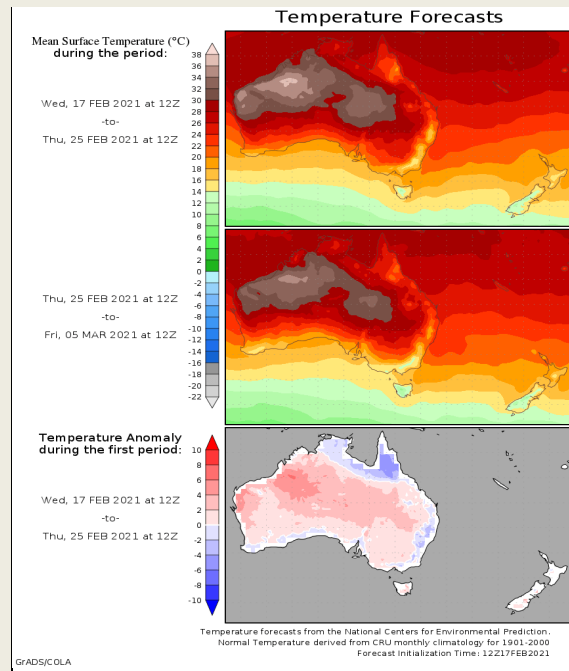 Temperature Forecasts
Mean Surface Temperature (°C)
during the period:
Wed, 17 FEB 2021 at 12Z
-to-
Thu, 25 FEB 2021 at 12Z
38
36
34
32
30
28
26
24
22
20
18
16
14
12
10
8
6
4
2
0
-2
-4
-6
-8
-10
-12
-14
-16
-18
-20
-22
Thu, 25 FEB 2021 at 12Z
-to-
Fri, 05 MAR 2021 at 12Z
Temperature Anomaly
during the first period:
Wed, 17 FEB 2021 at 12Z
-to-
Thu, 25 FEB 2021 at 12Z
10
8
6
4
2
0
-2
-4
-6
-8
-10
Temperature forecasts from the National Centers for Environmental Prediction.
Normal Temperature derived from CRU monthly climatology for 1901-2000
Forecast Initialization Time: 12Z17FEB2021
GrADS/COLA